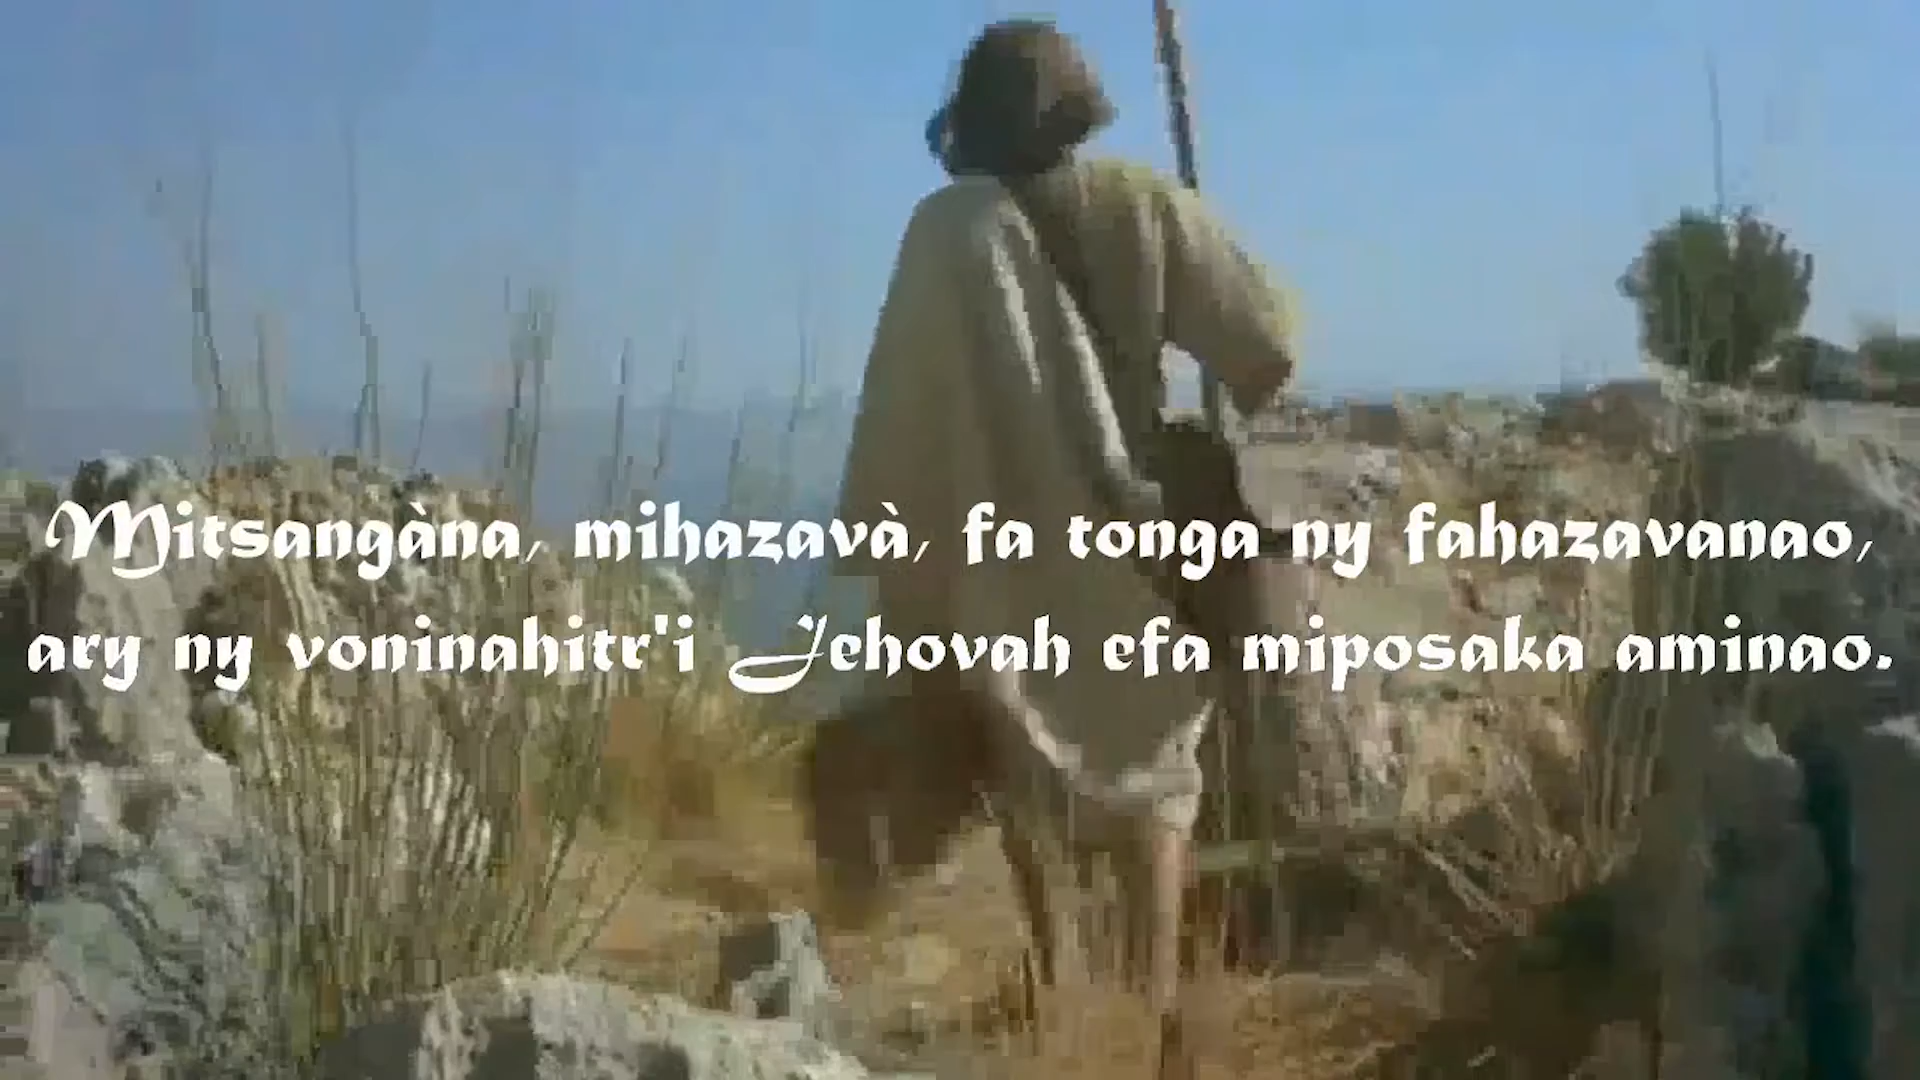 Mitsangàna, mihazavà, fa tonga ny fahazavanao,
ary ny voninahitr'i Jehovah efa miposaka aminao.